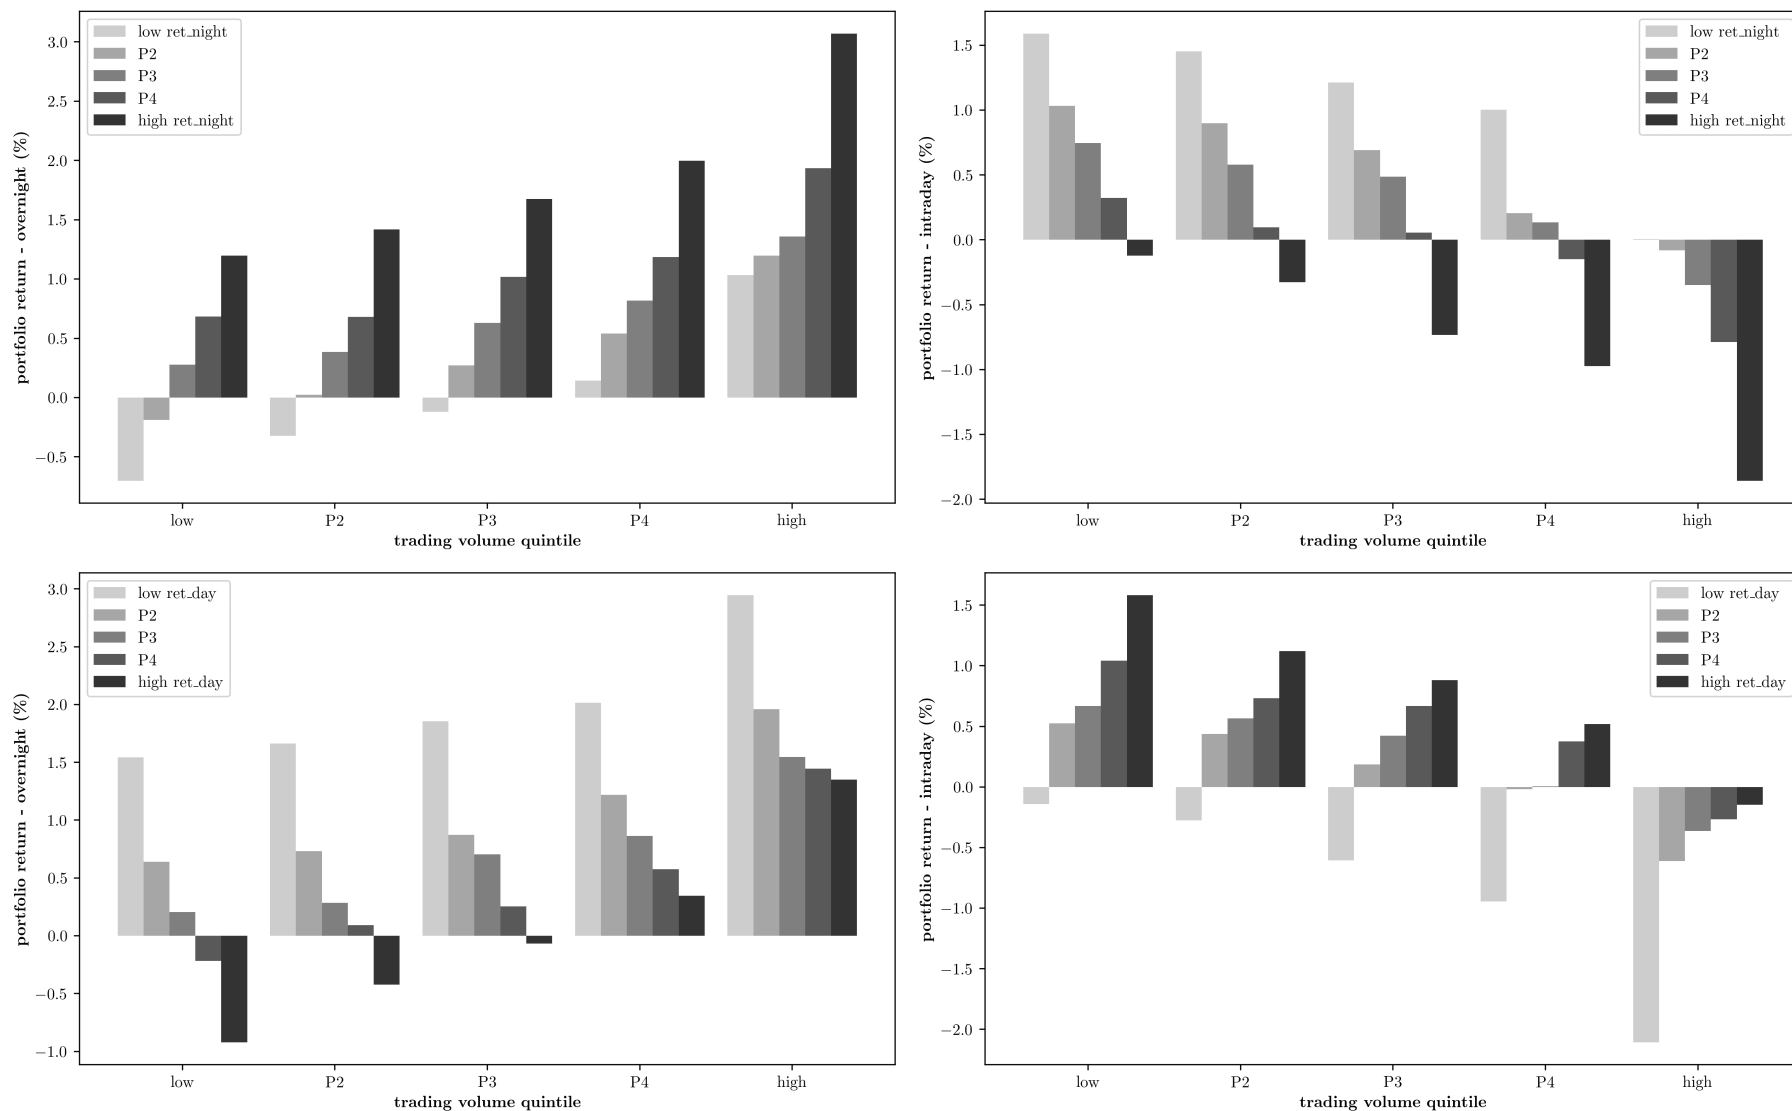 portfolio return - overnight (%)
3.0
2.5
2.0
1.5
1.0
0.5
0.0
−0.5
low ret_night
P2
P3
P4
high ret_night
low P2 P3 P4 high
trading volume quintile
portfolio return - intraday (%)
1.5
1.0
0.5
0.0
−0.5
−1.0
−1.5
−2.0
low ret_night
P2
P3
P4
high ret_night
low P2 P3 P4 high
trading volume quintile
portfolio return - overnight (%)
3.0
2.5
2.0
1.5
1.0
0.5
0.0
−0.5
−1.0
low ret_day
P2
P3
P4
high ret_day
low P2 P3 P4 high
trading volume quintile
portfolio return - intraday (%)
1.5
1.0
0.5
0.0
−0.5
−1.0
−1.5
−2.0
low ret_day
P2
P3
P4
high ret_day
low P2 P3 P4 high
trading volume quintile